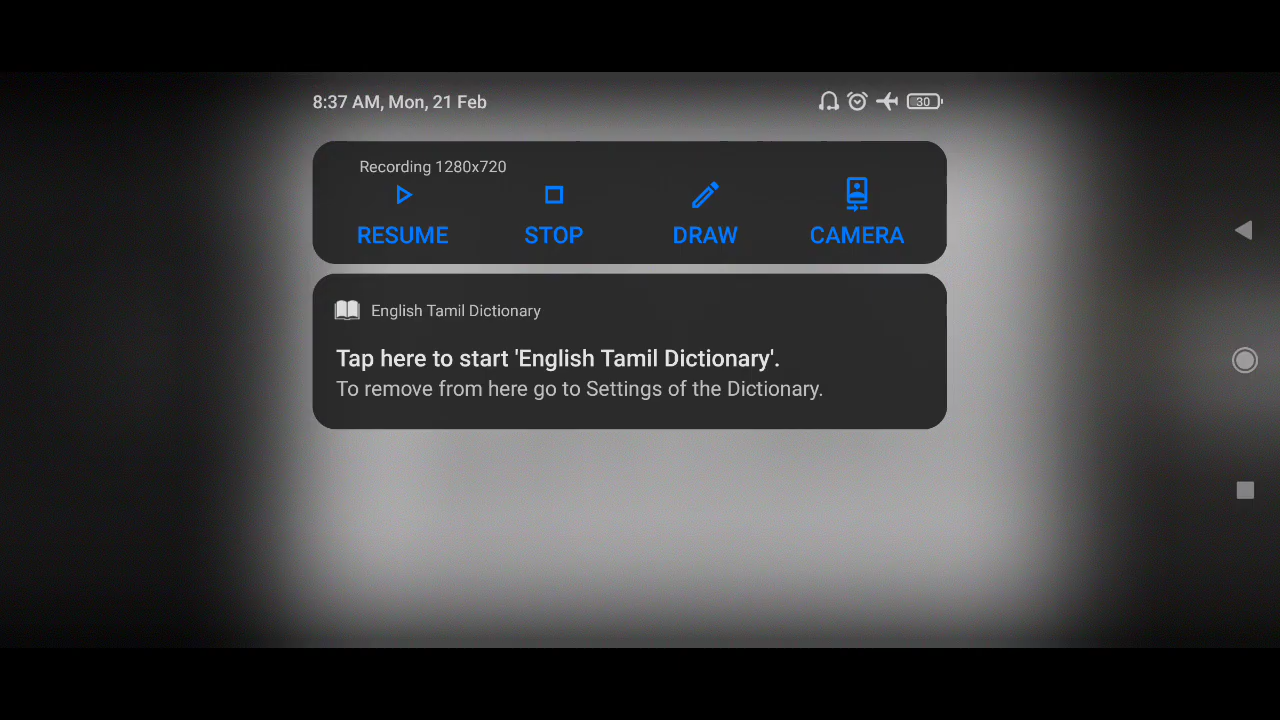 8:37 AM, Mon, 21 Feb
30
Recording 1280x720
RESUME STOP DRAW CAMERA
English Tamil Dictionary
Tap here to start 'English Tamil Dictionary'.
To remove from here go to Settings of the Dictionary.